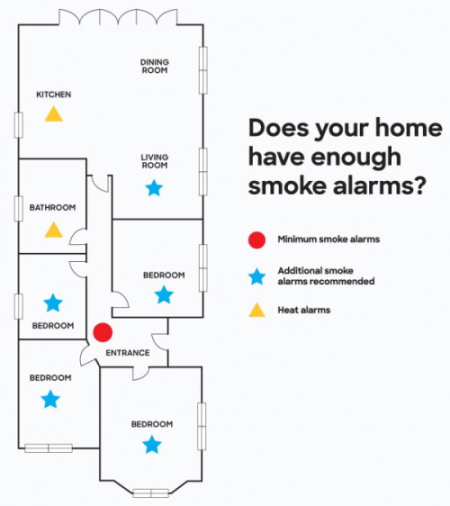 DINING
ROOM
KITCHEN
LIVING
ROOM
BATHROOM
BEDROOM
BEDROOM
ENTRANCE
BEDROOM
BEDROOM
Does your home
have enough
smoke alarms?
Minimum smoke alarms
Additional smoke
alarms recommended
Heat alarms